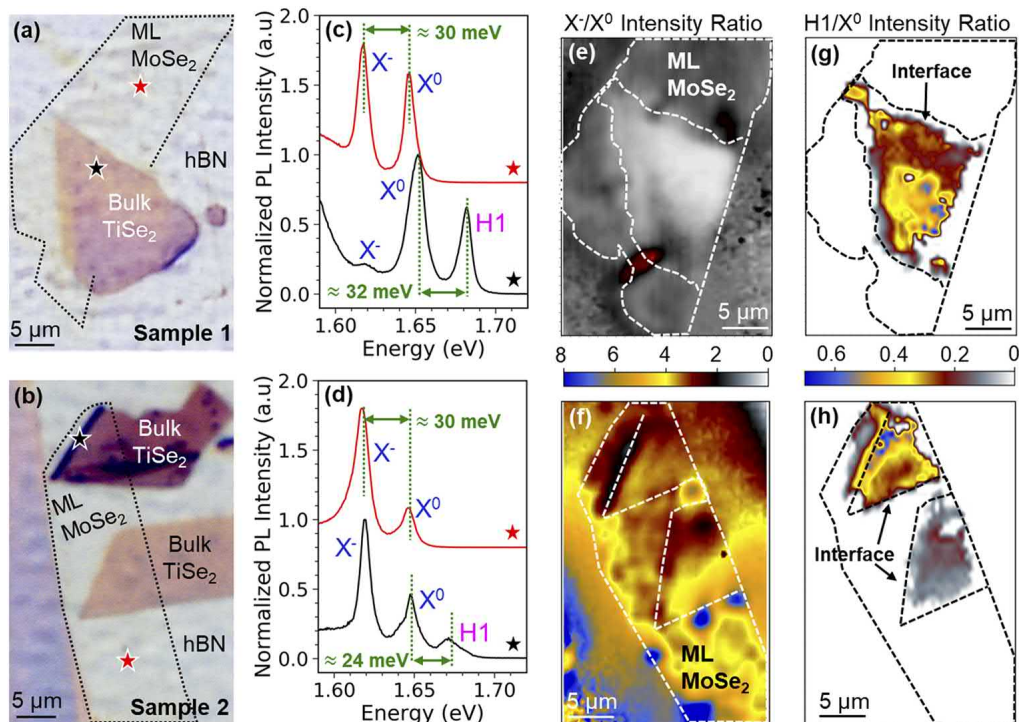 (a)
ML
MoSe₂
hBN
Bulk
TiSe₂
5 µm
Sample 1
(c)
Normalized PL Intensity (a.u)
2.0
1.5
1.0
0.5
0.0
≈ 30 meV
X⁻
X⁰
X⁰
H1
X⁻
≈ 32 meV
1.60
1.65
1.70
Energy (eV)
X⁻/X⁰ Intensity Ratio
(e)
ML
MoSe₂
5 µm
8
6
4
2
0
H1/X⁰ Intensity Ratio
(g)
Interface
5 µm
0.6
0.4
0.2
0
(b)
Bulk
TiSe₂
ML
MoSe₂
Bulk
TiSe₂
hBN
5 µm
Sample 2
(d)
Normalized PL Intensity (a.u)
2.0
1.5
1.0
0.5
0.0
≈ 30 meV
X⁻
X⁰
X⁻
X⁰
H1
≈ 24 meV
1.60
1.65
1.70
Energy (eV)
(f)
ML
MoSe₂
5 µm
(h)
Interface
5 µm